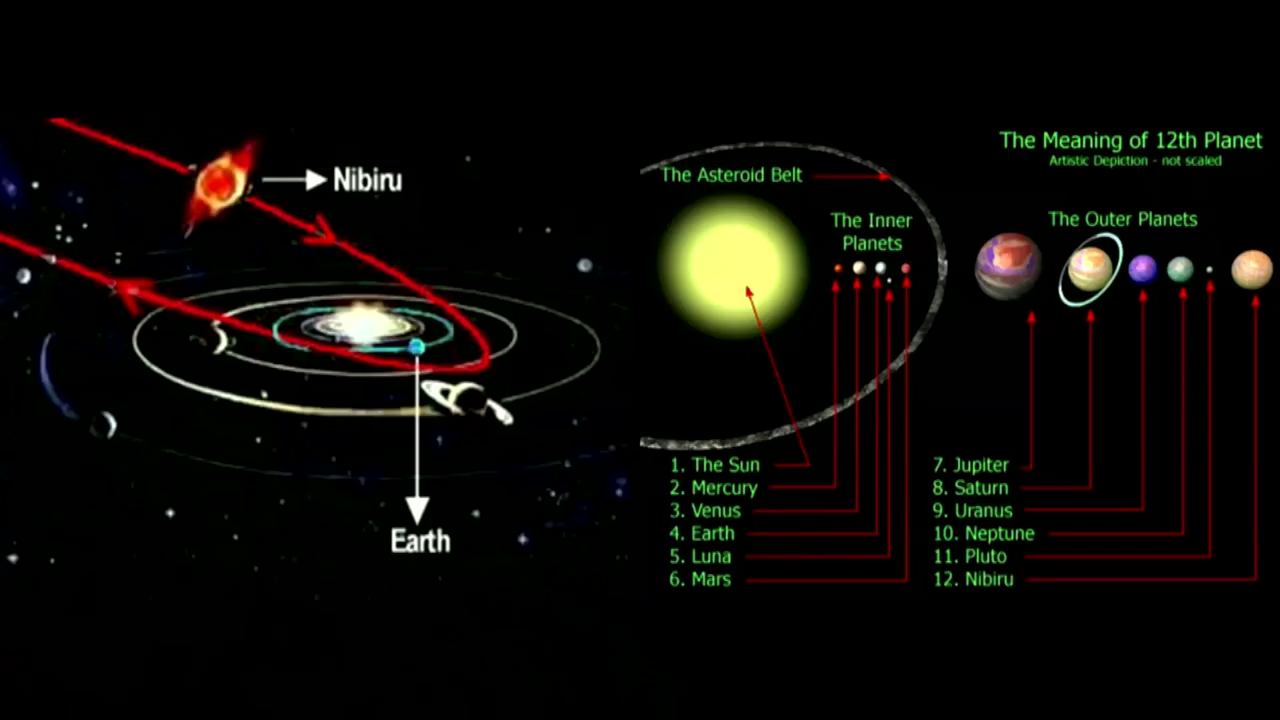 Nibiru
Earth
The Meaning of 12th Planet
Artistic Depiction - not scaled
The Asteroid Belt
The Inner
Planets
The Outer Planets
1. The Sun
2. Mercury
3. Venus
4. Earth
5. Luna
6. Mars
7. Jupiter
8. Saturn
9. Uranus
10. Neptune
11. Pluto
12. Nibiru